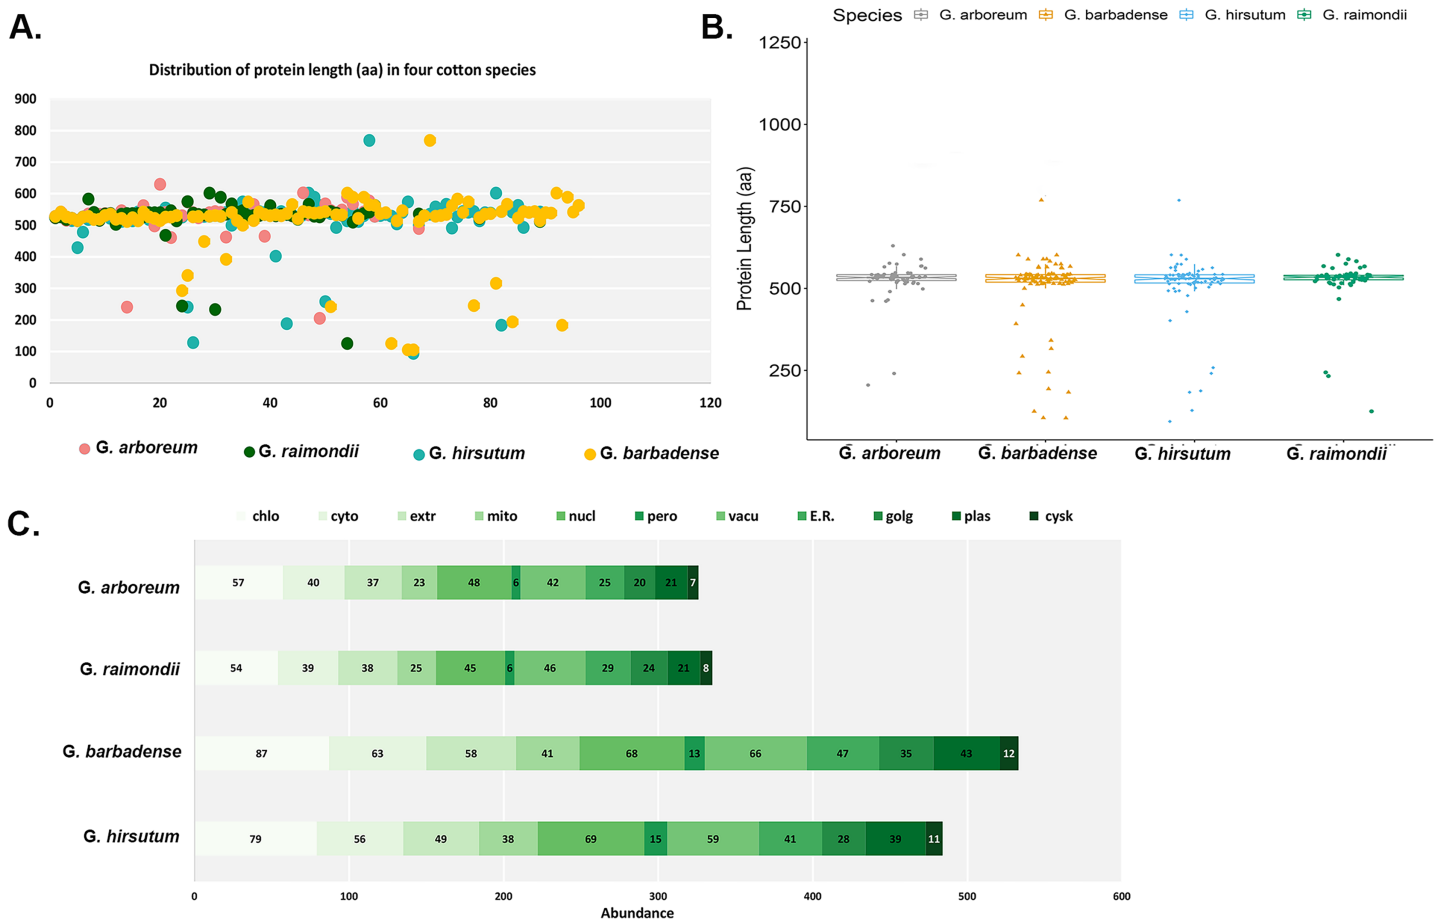 A.
Distribution of protein length (aa) in four cotton species
900
800
700
600
500
400
300
200
100
0
0 20 40 60 80 100 120
G. arboreum G. raimondii G. hirsutum G. barbadense
B.
Species G. arboreum G. barbadense G. hirsutum G. raimondii
Protein Length (aa)
1250
1000
750
500
250
G. arboreum G. barbadense G. hirsutum G. raimondii
C.
chlo cyto extr mito nucl pero vacu E.R. golg plas cysk
G. arboreum 57 40 37 23 48 6 42 25 20 21 7
G. raimondii 54 39 38 25 45 6 46 29 24 21 8
G. barbadense 87 63 58 41 68 13 66 47 35 43 12
G. hirsutum 79 56 49 38 69 15 59 41 28 39 11
0 100 200 300 400 500 600
Abundance